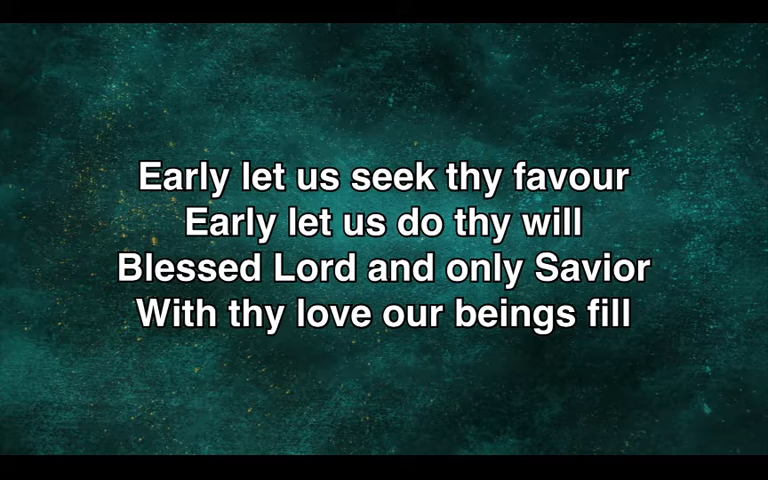 Early let us seek thy favour
Early let us do thy will
Blessed Lord and only Savior
With thy love our beings fill